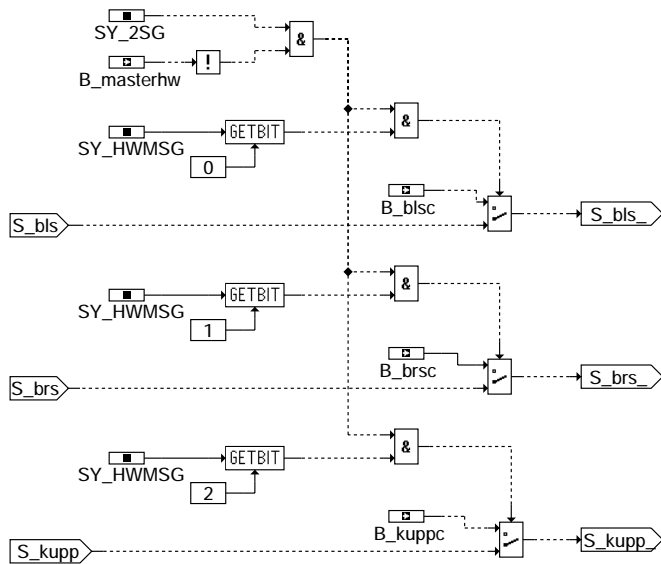 SY_2SG
&
B_masterhw
!
SY_HWMSG
GETBIT
&
0
B_blsc
S_bls
S_bls_
SY_HWMSG
GETBIT
&
1
B_brsc
S_brs
S_brs_
SY_HWMSG
GETBIT
&
2
B_kuppc
S_kupp
S_kupp_